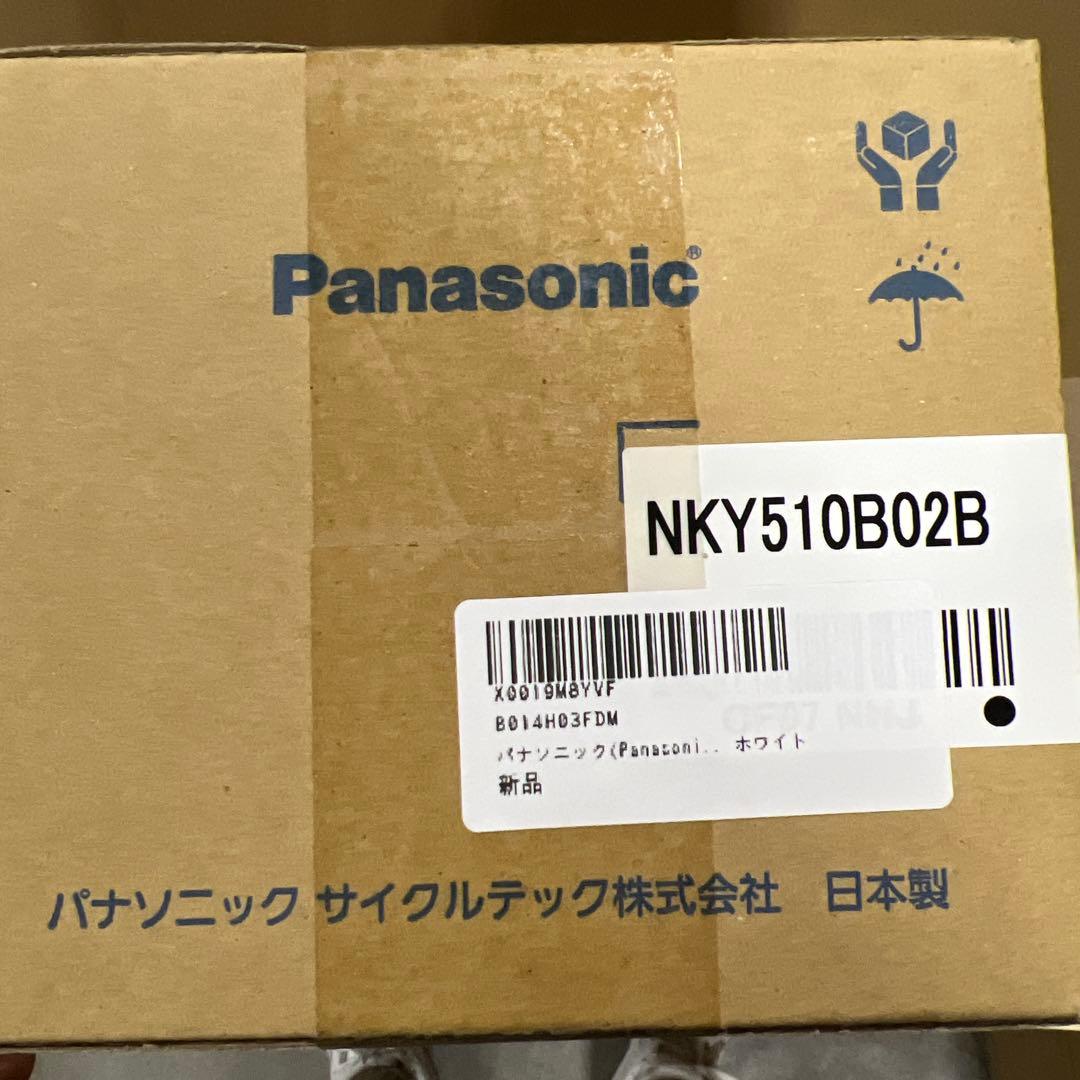 Panasonic®
NKY510B02B
X0019M8YVF
B014H03FDM
パナソニック(Panasoni... ホワイト
新品
パナソニック サイクルテック株式会社 日本製